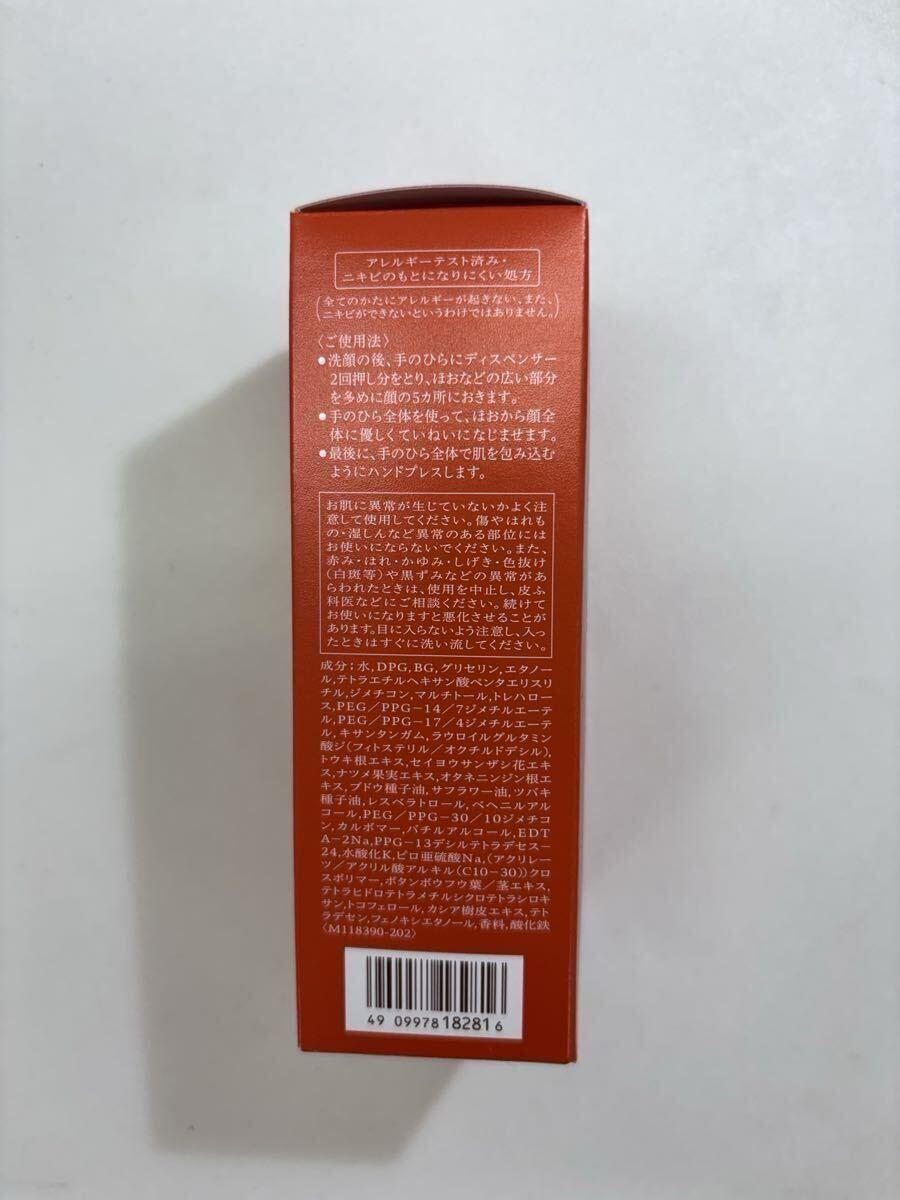 アレルギーテスト済み・
ニキビのもとになりにくい処方
(全てのかたにアレルギーが起きない、また、
ニキビができないというわけではありません。)
〈ご使用法〉
●洗顔の後、手のひらにディスペンサー
2回押し分をとり、ほおなどの広い部分
を多めに顔の5カ所におきます。
●手のひら全体を使って、ほおから顔全
体に優しくていねいになじませます。
●最後に、手のひら全体で肌を包み込む
ようにハンドプレスします。
お肌に異常が生じていないかよく注
意して使用してください。傷やはれも
の・湿しんなど異常のある部位には
お使いにならないでください。また、
赤み・はれ・かゆみ・しげき・色抜け
(白斑等)や黒ずみなどの異常があ
らわれたときは、使用を中止し、皮ふ
科医などにご相談ください。続けて
お使いになりますと悪化させることが
あります。目に入らないよう注意し、入っ
たときはすぐに洗い流してください。
成分;水,DPG,BG,グリセリン,エタノー
ル,テトラエチルヘキサン酸ペンタエリスリ
チル,ジメチコン,マルチトール,トレハロー
ス,PEG/PPG-14/7ジメチルエーテ
ル,PEG/PPG-17/4ジメチルエーテ
ル,キサンタンガム,ラウロイルグルタミン
酸ジ(フィトステリル/オクチルドデシル),
トウキ根エキス,セイヨウサンザシ花エキ
ス,ナツメ果実エキス,オタネニンジン根エ
キス,ブドウ種子油,サフラワー油,ツバキ
種子油,レスベラトロール,ベヘニルアル
コール,PEG/PPG-30/10ジメチコ
ン,カルボマー,バチルアルコール,EDT
A-2Na,PPG-13デシルテトラデセス-
24,水酸化K,ピロ亜硫酸Na,(アクリレー
ツ/アクリル酸アルキル(C10-30))クロ
スポリマー,ボタンボウフウ葉/茎エキス,
テトラヒドロテトラメチルシクロテトラシロキ
サン,トコフェロール,カシア樹皮エキス,テト
ラデセン,フェノキシエタノール,香料,酸化鉄
〈M118390-202〉
49 09978 18281 6